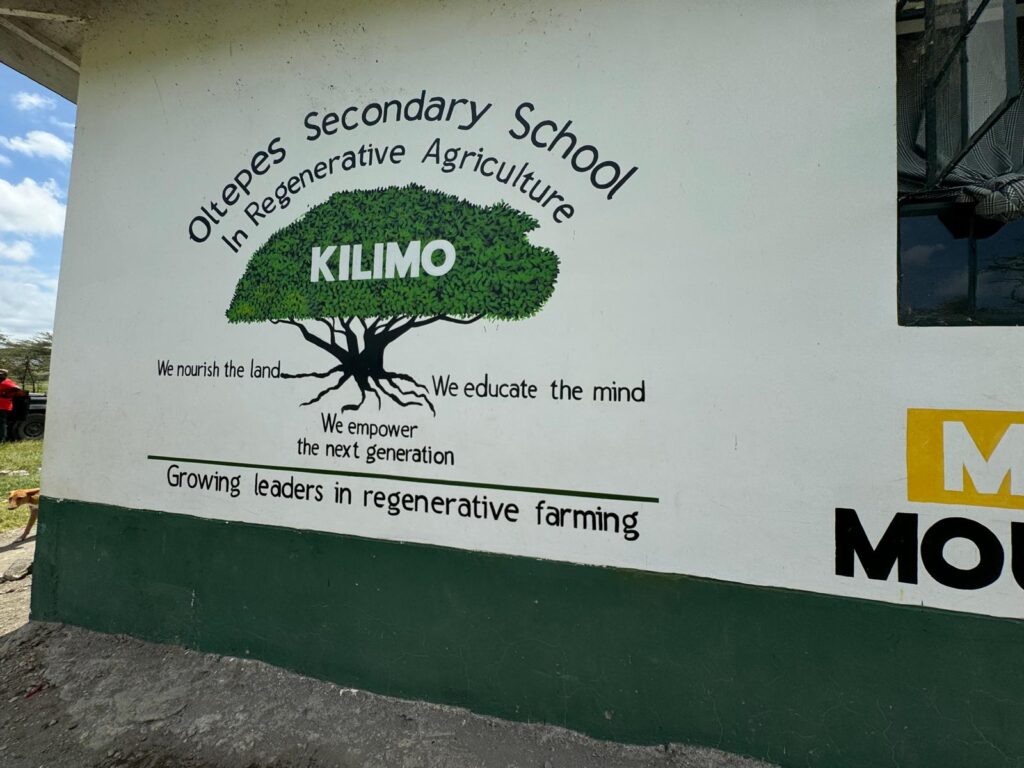 Oltepes Secondary School
In Regenerative Agriculture
KILIMO
We nourish the land
We educate the mind
We empower
the next generation
Growing leaders in regenerative farming